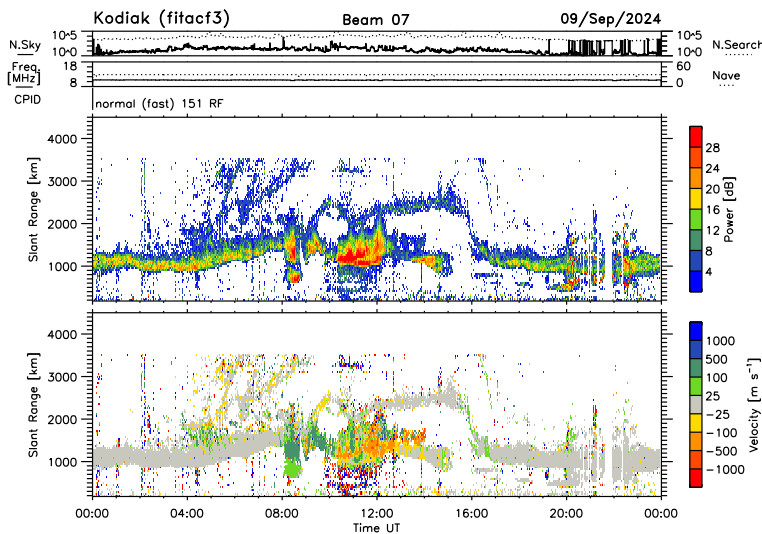 Kodiak (fitacf3) Beam 07 09/Sep/2024
N.Sky 10+5 10+0 10+5 10+0 N.Search
Freq. [MHz] 18 8 60 0 Nave
CPID normal (fast) 151 RF
Slant Range [km] 4000 3000 2000 1000
28 24 20 16 12 8 4 Power [dB]
Slant Range [km] 4000 3000 2000 1000
1000 500 100 25 −25 −100 −500 −1000 Velocity [m s⁻¹]
00:00 04:00 08:00 12:00 16:00 20:00 00:00
Time UT